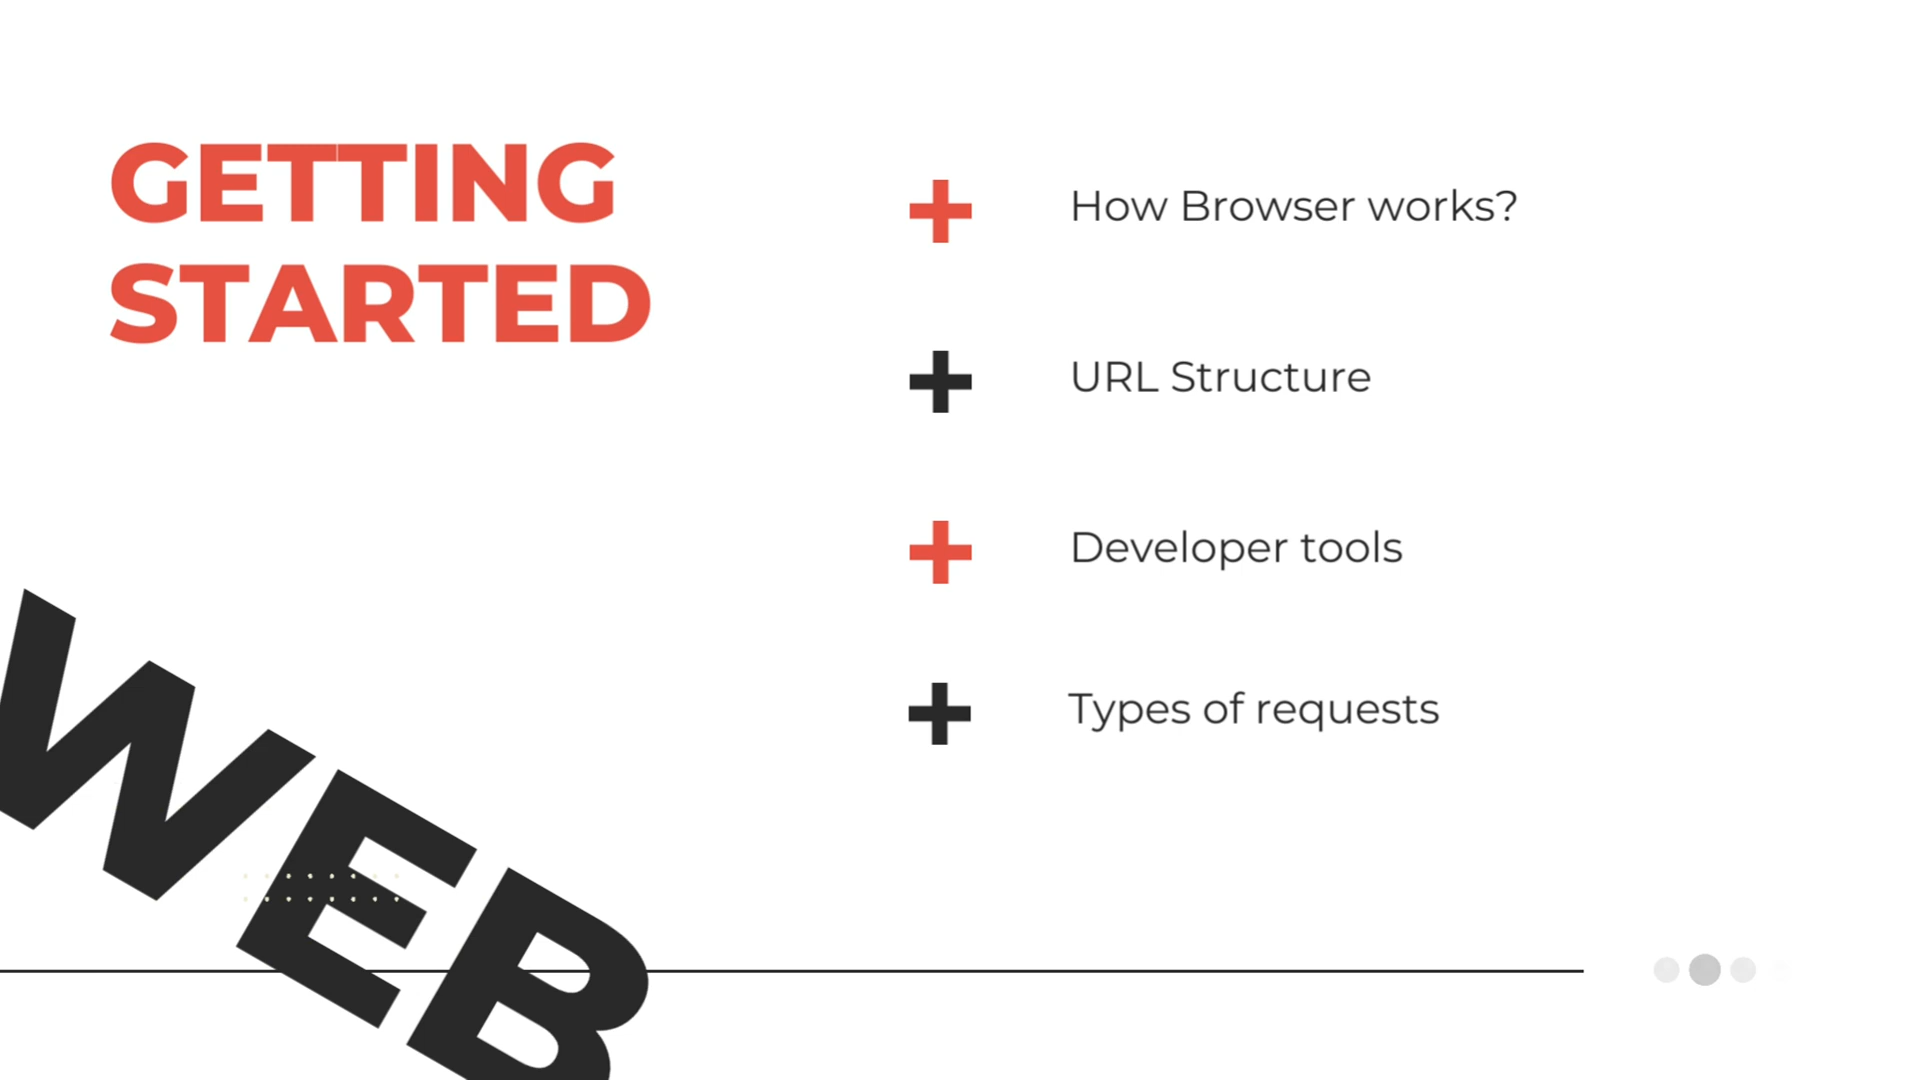 GETTING
STARTED
How Browser works?
URL Structure
Developer tools
Types of requests
WEB